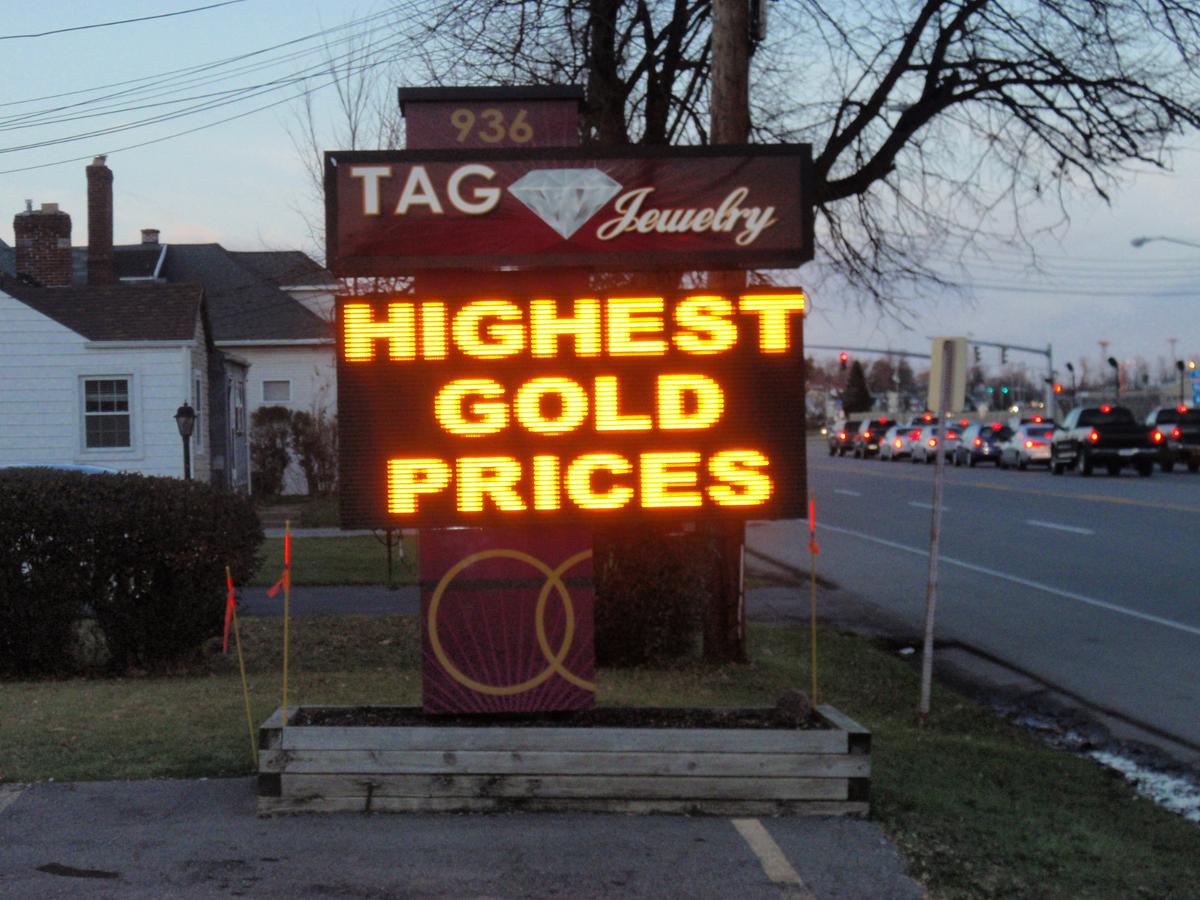 936
TAG Jewelry
HIGHEST
GOLD
PRICES